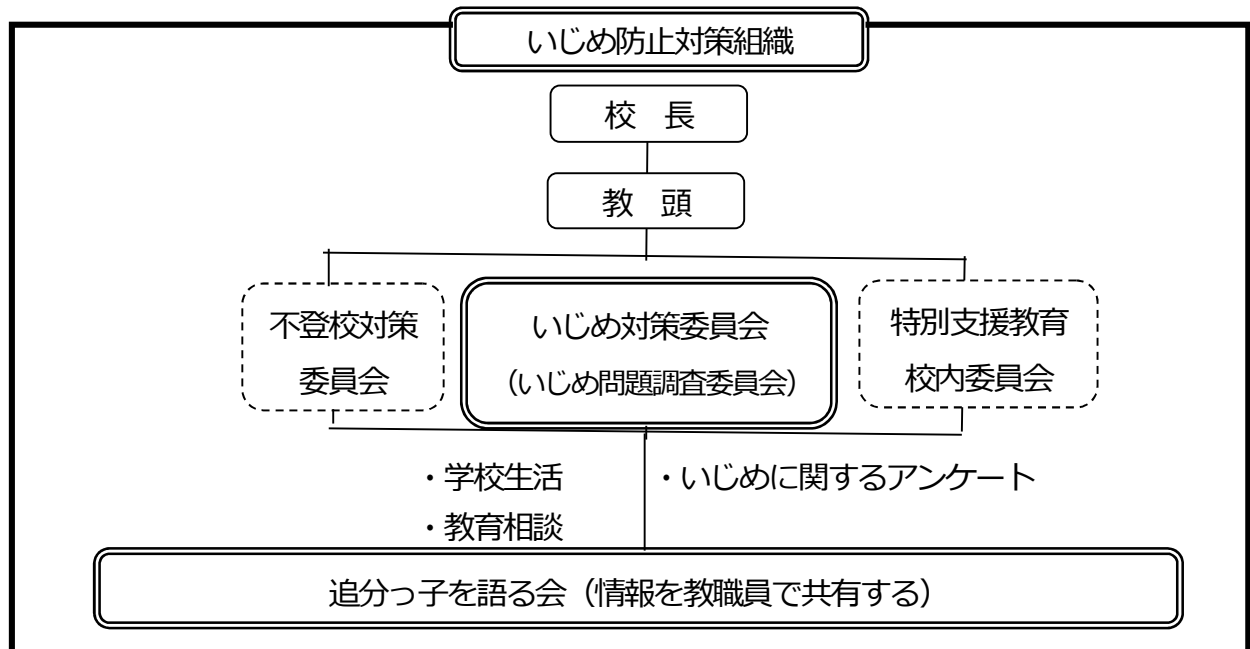 いじめ防止対策組織
校　長
教　頭
不登校対策
委員会
いじめ対策委員会
（いじめ問題調査委員会）
特別支援教育
校内委員会
・学校生活
・教育相談
・いじめに関するアンケート
追分っ子を語る会（情報を教職員で共有する）